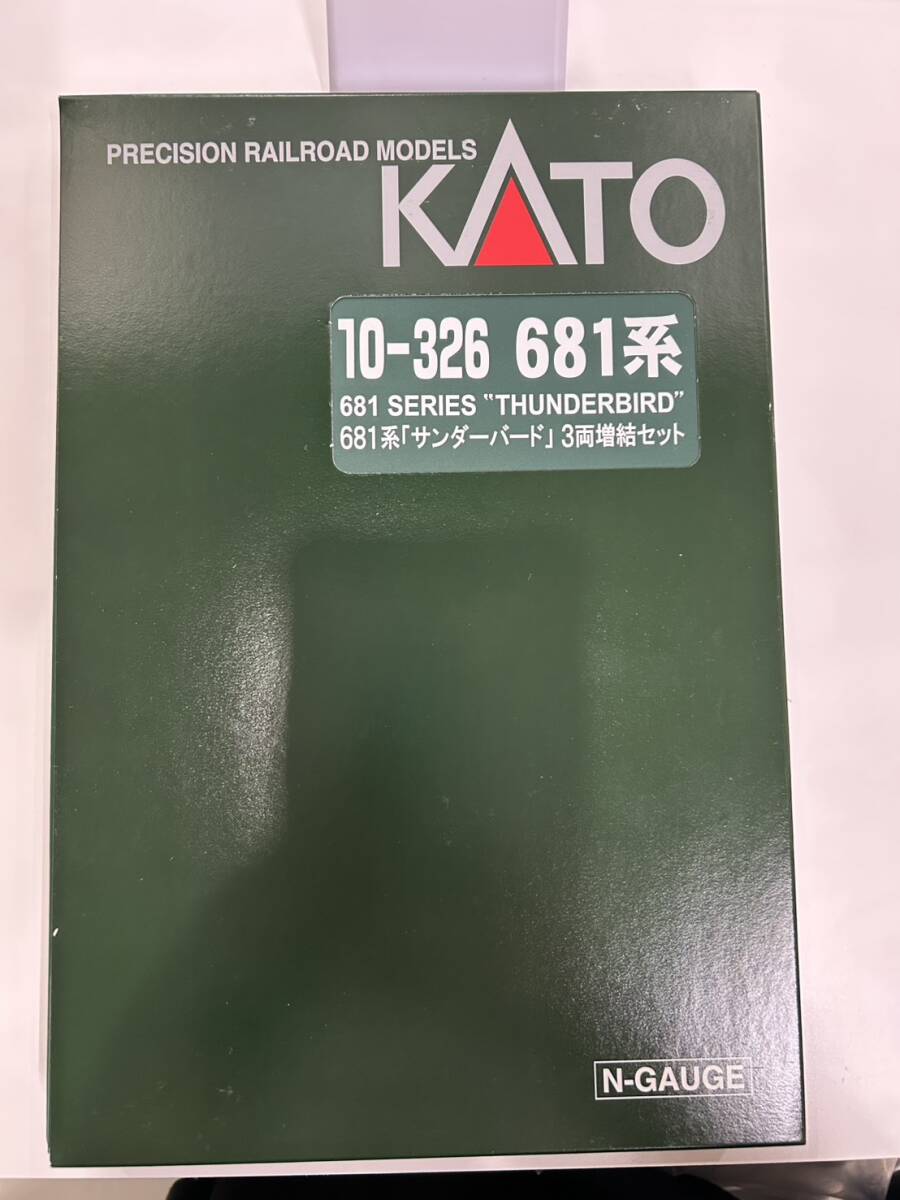 PRECISION RAILROAD MODELS
KATO
10-326 681系
681 SERIES "THUNDERBIRD"
681系「サンダーバード」3両増結セット
N-GAUGE